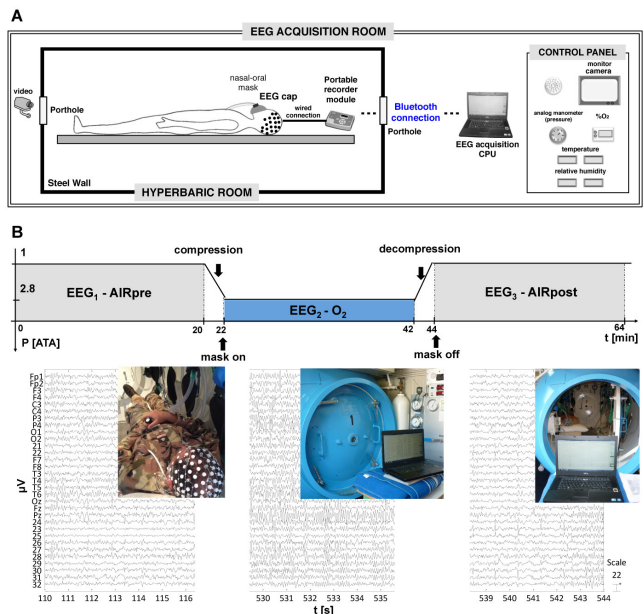 A
EEG ACQUISITION ROOM
video
Porthole
nasal-oral
mask
EEG cap
wired
connection
Portable
recorder
module
Bluetooth
connection
Porthole
EEG acquisition
CPU
Steel Wall
HYPERBARIC ROOM
CONTROL PANEL
monitor
camera
analog manometer
(pressure)
%O₂
temperature
relative humidity
B
compression
decompression
1
2.8
0
EEG₁ - AIRpre
EEG₂ - O₂
EEG₃ - AIRpost
20
22
42
44
64
P [ATA]
t [min]
mask on
mask off
µV
Fp1
Fp2
F3
F4
C3
C4
P3
P4
O1
O2
21
22
F7
F8
T3
T4
T5
T6
Oz
Fz
Pz
24
23
25
26
27
28
29
30
31
32
110 111 112 113 114 115 116
530 531 532 533 534 535
539 540 541 542 543 544
Scale
22
t [s]